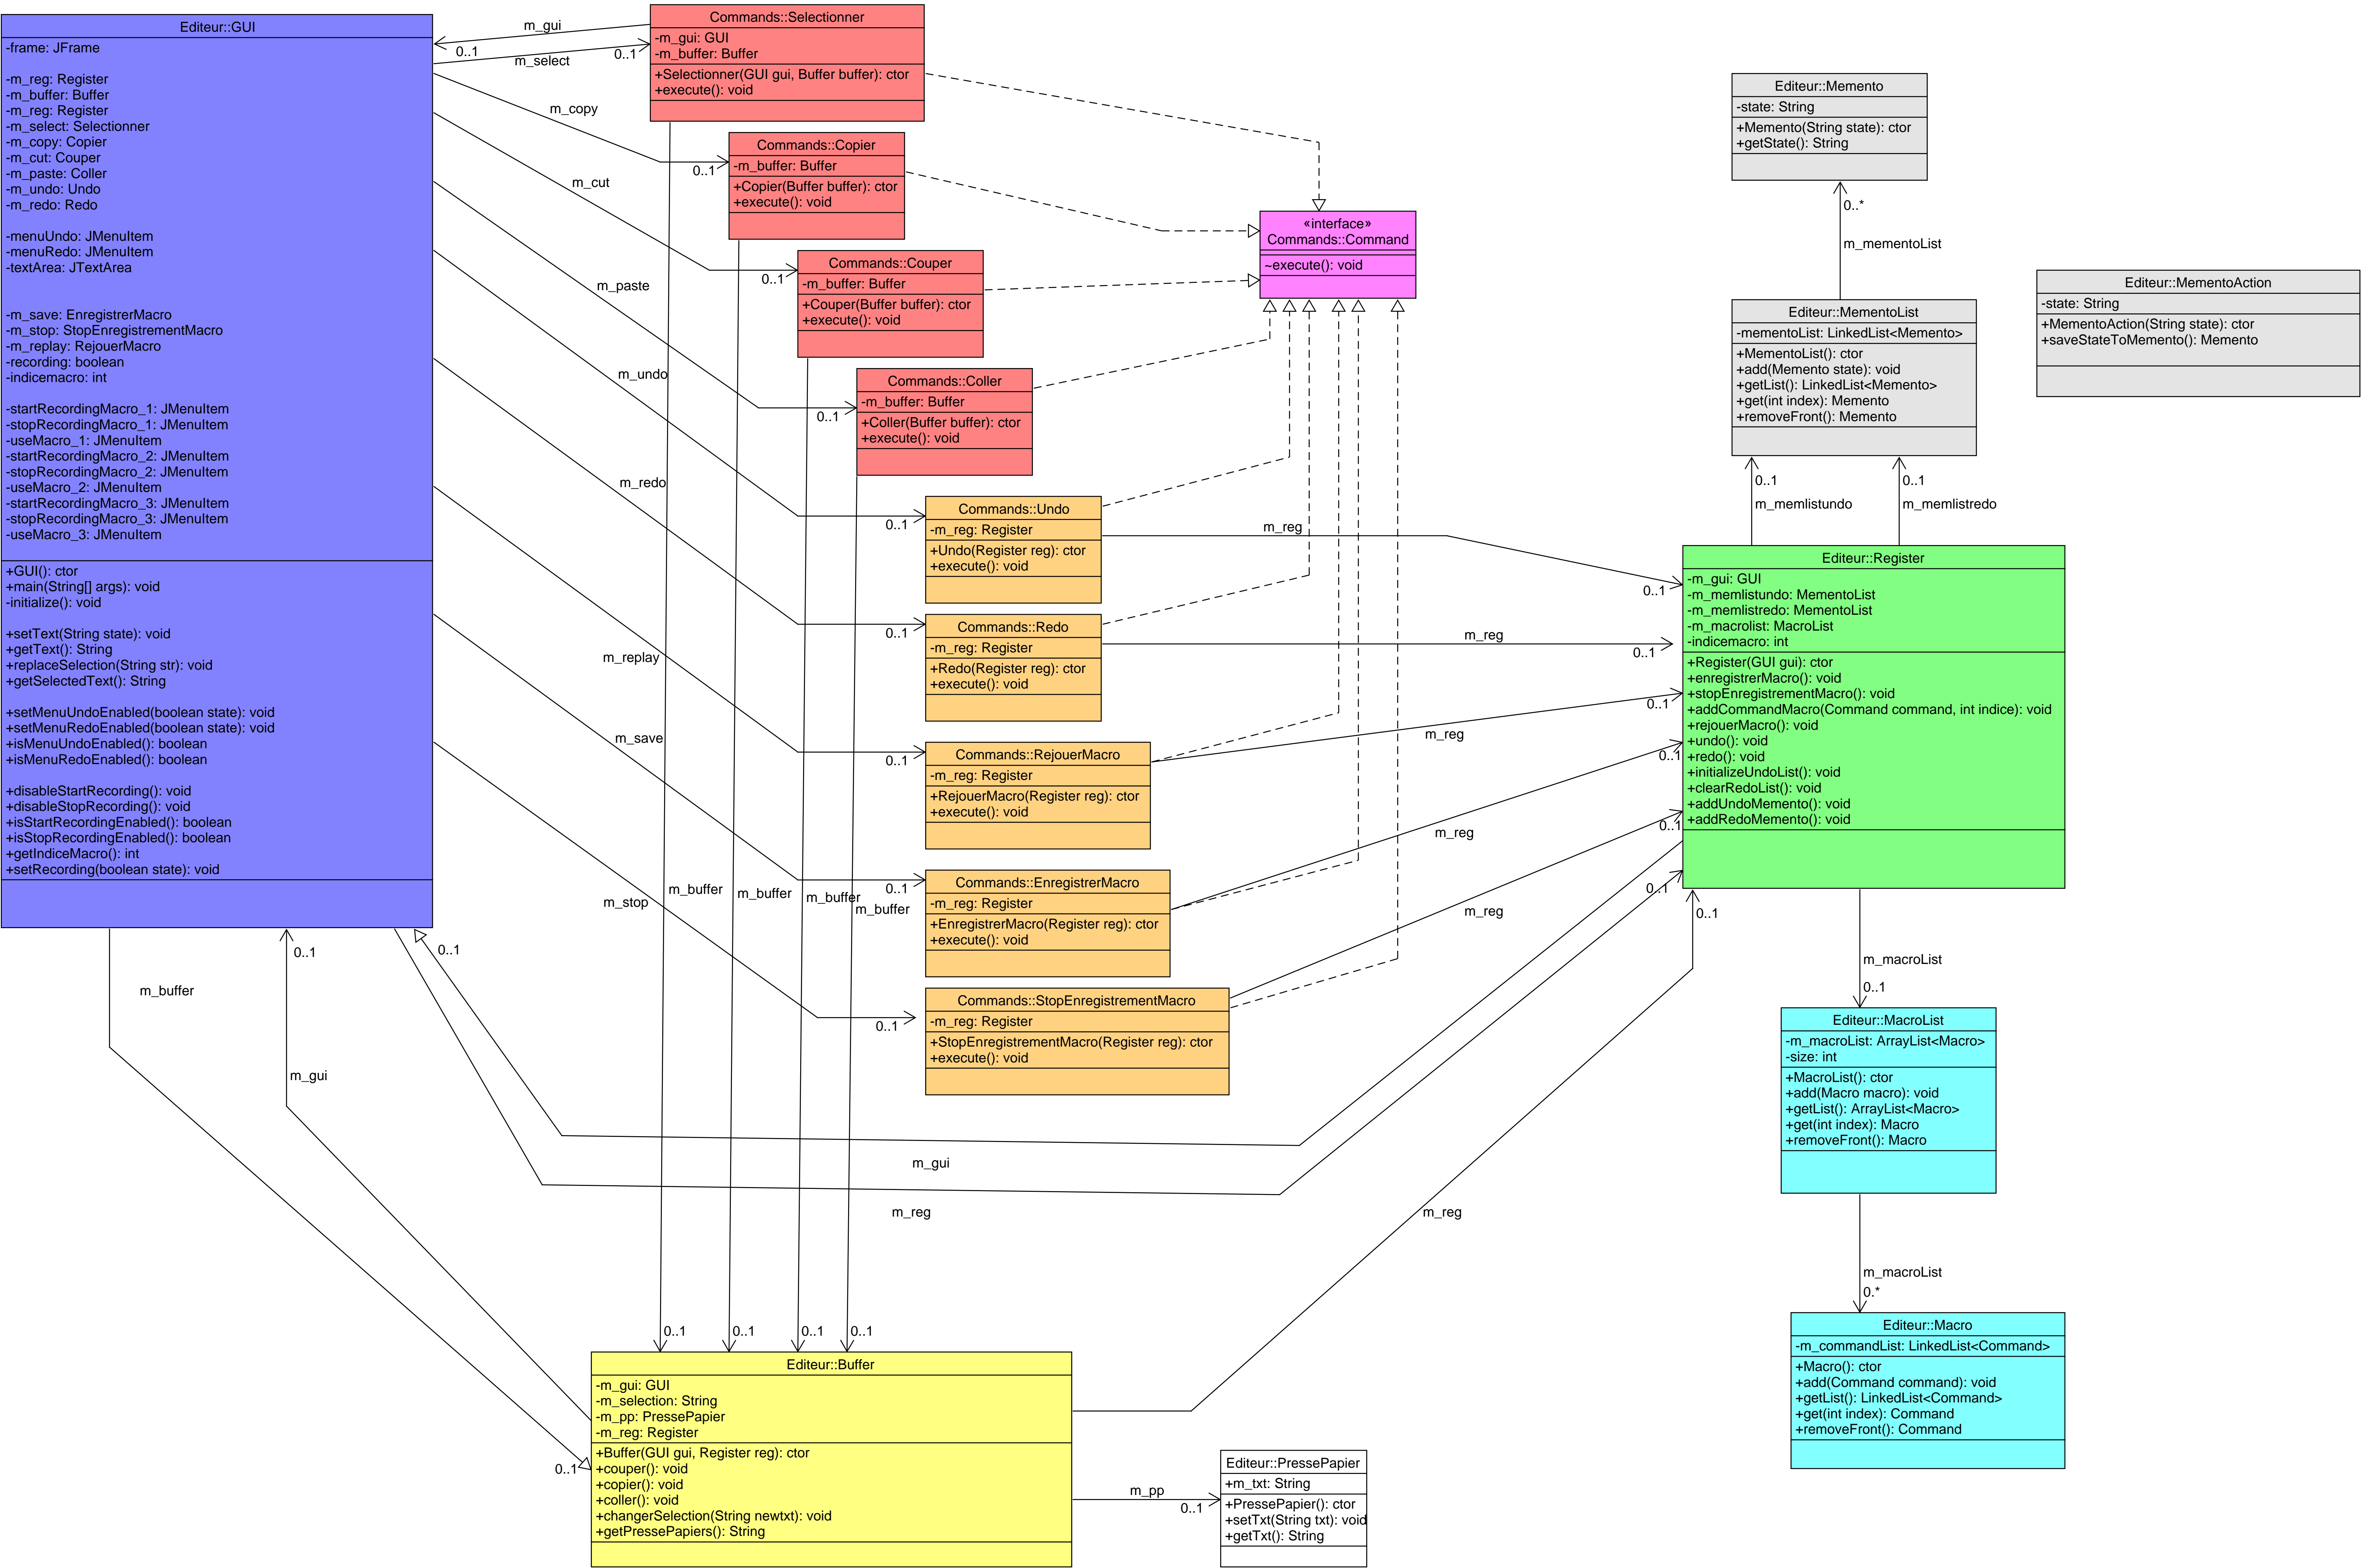 Editeur::GUI
-frame: JFrame
-m_reg: Register
-m_buffer: Buffer
-m_reg: Register
-m_select: Selectionner
-m_copy: Copier
-m_cut: Couper
-m_paste: Coller
-m_undo: Undo
-m_redo: Redo
-menuUndo: JMenuItem
-menuRedo: JMenuItem
-textArea: JTextArea
-m_save: EnregistrerMacro
-m_stop: StopEnregistrementMacro
-m_replay: RejouerMacro
-recording: boolean
-indicemacro: int
-startRecordingMacro_1: JMenuItem
-stopRecordingMacro_1: JMenuItem
-useMacro_1: JMenuItem
-startRecordingMacro_2: JMenuItem
-stopRecordingMacro_2: JMenuItem
-useMacro_2: JMenuItem
-startRecordingMacro_3: JMenuItem
-stopRecordingMacro_3: JMenuItem
-useMacro_3: JMenuItem
+GUI(): ctor
+main(String[] args): void
-initialize(): void
+setText(String state): void
+getText(): String
+replaceSelection(String str): void
+getSelectedText(): String
+setMenuUndoEnabled(boolean state): void
+setMenuRedoEnabled(boolean state): void
+isMenuUndoEnabled(): boolean
+isMenuRedoEnabled(): boolean
+disableStartRecording(): void
+disableStopRecording(): void
+isStartRecordingEnabled(): boolean
+isStopRecordingEnabled(): boolean
+getIndiceMacro(): int
+setRecording(boolean state): void
m_gui
0..1
m_select
0..1
m_copy
0..1
m_cut
0..1
m_paste
0..1
m_undo
0..1
m_redo
0..1
m_replay
0..1
m_save
0..1
m_stop
0..1
Commands::Selectionner
-m_gui: GUI
-m_buffer: Buffer
+Selectionner(GUI gui, Buffer buffer): ctor
+execute(): void
Commands::Copier
-m_buffer: Buffer
+Copier(Buffer buffer): ctor
+execute(): void
Commands::Couper
-m_buffer: Buffer
+Couper(Buffer buffer): ctor
+execute(): void
Commands::Coller
-m_buffer: Buffer
+Coller(Buffer buffer): ctor
+execute(): void
Commands::Undo
-m_reg: Register
+Undo(Register reg): ctor
+execute(): void
Commands::Redo
-m_reg: Register
+Redo(Register reg): ctor
+execute(): void
Commands::RejouerMacro
-m_reg: Register
+RejouerMacro(Register reg): ctor
+execute(): void
Commands::EnregistrerMacro
-m_reg: Register
+EnregistrerMacro(Register reg): ctor
+execute(): void
Commands::StopEnregistrementMacro
-m_reg: Register
+StopEnregistrementMacro(Register reg): ctor
+execute(): void
«interface»
Commands::Command
~execute(): void
m_reg
0..1
m_reg
0..1
m_reg
0..1
m_reg
0..1
m_reg
0..1
Editeur::Memento
-state: String
+Memento(String state): ctor
+getState(): String
0..*
m_mementoList
Editeur::MementoList
-mementoList: LinkedList<Memento>
+MementoList(): ctor
+add(Memento state): void
+getList(): LinkedList<Memento>
+get(int index): Memento
+removeFront(): Memento
Editeur::MementoAction
-state: String
+MementoAction(String state): ctor
+saveStateToMemento(): Memento
0..1
m_memlistundo
0..1
m_memlistredo
Editeur::Register
-m_gui: GUI
-m_memlistundo: MementoList
-m_memlistredo: MementoList
-m_macrolist: MacroList
-indicemacro: int
+Register(GUI gui): ctor
+enregistrerMacro(): void
+stopEnregistrementMacro(): void
+addCommandMacro(Command command, int indice): void
+rejouerMacro(): void
+undo(): void
+redo(): void
+initializeUndoList(): void
+clearRedoList(): void
+addUndoMemento(): void
+addRedoMemento(): void
0..1
0..1
m_macroList
0..1
Editeur::MacroList
-m_macroList: ArrayList<Macro>
-size: int
+MacroList(): ctor
+add(Macro macro): void
+getList(): ArrayList<Macro>
+get(int index): Macro
+removeFront(): Macro
m_macroList
0.*
Editeur::Macro
-m_commandList: LinkedList<Command>
+Macro(): ctor
+add(Command command): void
+getList(): LinkedList<Command>
+get(int index): Command
+removeFront(): Command
m_buffer
m_buffer
m_buffer
m_buffer
0..1
0..1
m_buffer
m_gui
m_gui
m_reg
m_reg
0..1
0..1
0..1
0..1
0..1
Editeur::Buffer
-m_gui: GUI
-m_selection: String
-m_pp: PressePapier
-m_reg: Register
+Buffer(GUI gui, Register reg): ctor
+couper(): void
+copier(): void
+coller(): void
+changerSelection(String newtxt): void
+getPressePapiers(): String
m_pp
0..1
Editeur::PressePapier
+m_txt: String
+PressePapier(): ctor
+setTxt(String txt): void
+getTxt(): String